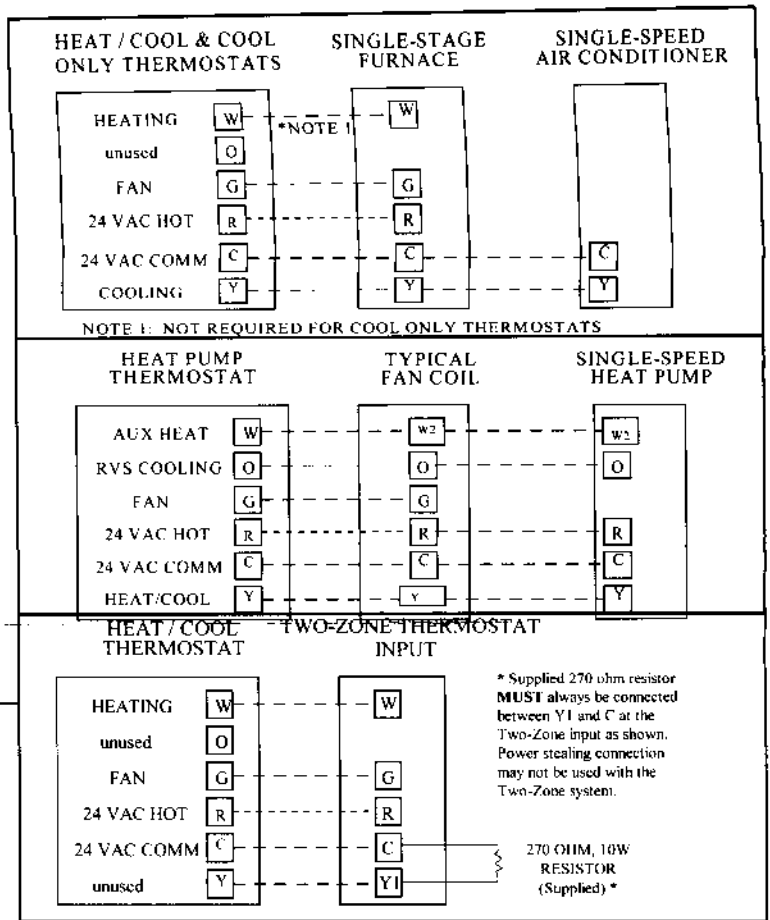 HEAT / COOL & COOL ONLY THERMOSTATS
SINGLE-STAGE FURNACE
SINGLE-SPEED AIR CONDITIONER
HEATING W *NOTE 1 W
unused O
FAN G G
24 VAC HOT R R
24 VAC COMM C C C
COOLING Y Y Y
NOTE 1: NOT REQUIRED FOR COOL ONLY THERMOSTATS
HEAT PUMP THERMOSTAT
TYPICAL FAN COIL
SINGLE-SPEED HEAT PUMP
AUX HEAT W W2 W2
RVS COOLING O O O
FAN G G
24 VAC HOT R R R
24 VAC COMM C C C
HEAT/COOL Y Y Y
HEAT / COOL THERMOSTAT
TWO-ZONE THERMOSTAT INPUT
HEATING W W
unused O
FAN G G
24 VAC HOT R R
24 VAC COMM C C
unused Y Y1
* Supplied 270 ohm resistor
MUST always be connected
between Y1 and C at the
Two-Zone input as shown.
Power stealing connection
may not be used with the
Two-Zone system.
270 OHM, 10W
RESISTOR
(Supplied) *